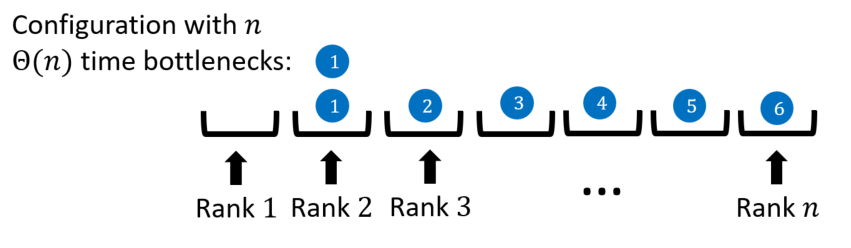 Configuration with n
Θ(n) time bottlenecks:
1
1 2 3 4 5 6
Rank 1 Rank 2 Rank 3 ... Rank n